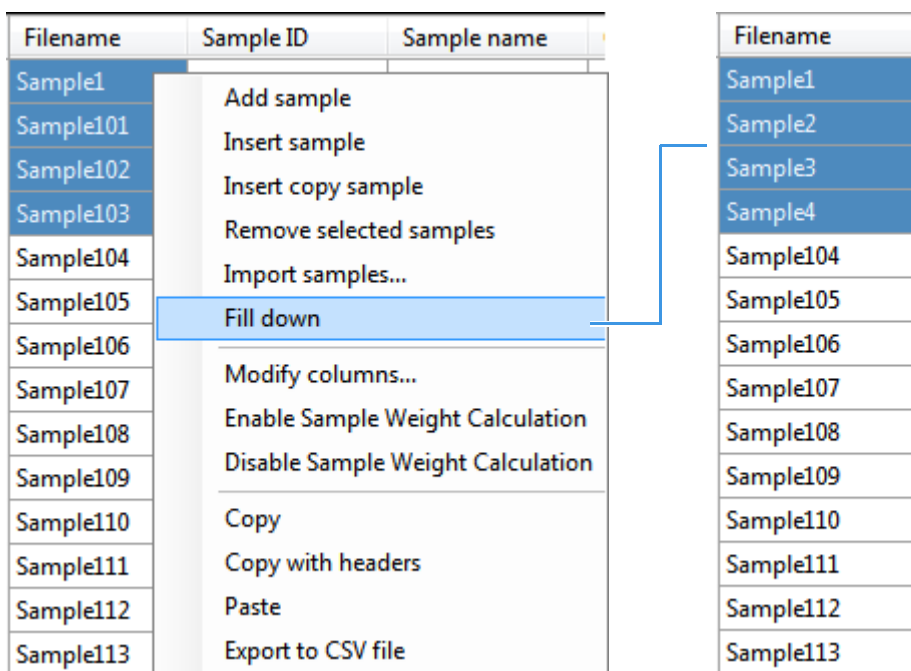 Filename Sample ID Sample name
Sample1
Sample101
Sample102
Sample103
Sample104
Sample105
Sample106
Sample107
Sample108
Sample109
Sample110
Sample111
Sample112
Sample113
Add sample
Insert sample
Insert copy sample
Remove selected samples
Import samples...
Fill down
Modify columns...
Enable Sample Weight Calculation
Disable Sample Weight Calculation
Copy
Copy with headers
Paste
Export to CSV file
Filename
Sample1
Sample2
Sample3
Sample4
Sample104
Sample105
Sample106
Sample107
Sample108
Sample109
Sample110
Sample111
Sample112
Sample113